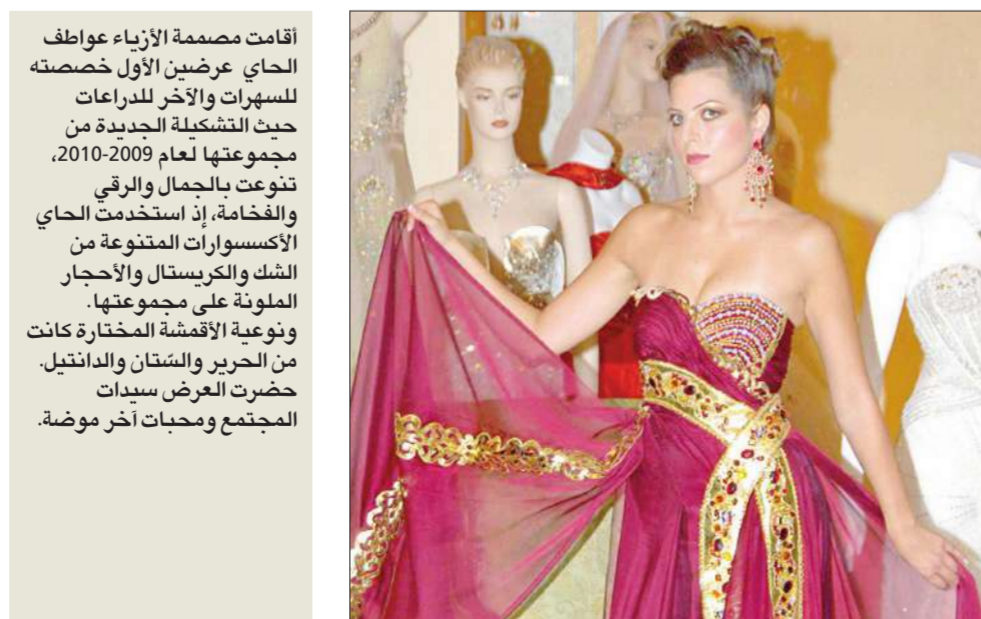 أقامت مصممة الأزياء عواطف
الحاي عرضين الأول خصصته
للسهرات والآخر للدراعات
حيث التشكيلة الجديدة من
مجموعتها لعام 2009-2010،
تنوعت بالجمال والرقي
والفخامة، إذ استخدمت الحاي
الأكسسوارات المتنوعة من
الشك والكريستال والأحجار
الملونة على مجموعتها.
ونوعية الأقمشة المختارة كانت
من الحرير والسّتان والدانتيل.
حضرت العرض سيدات
المجتمع ومحبات آخر موضة.